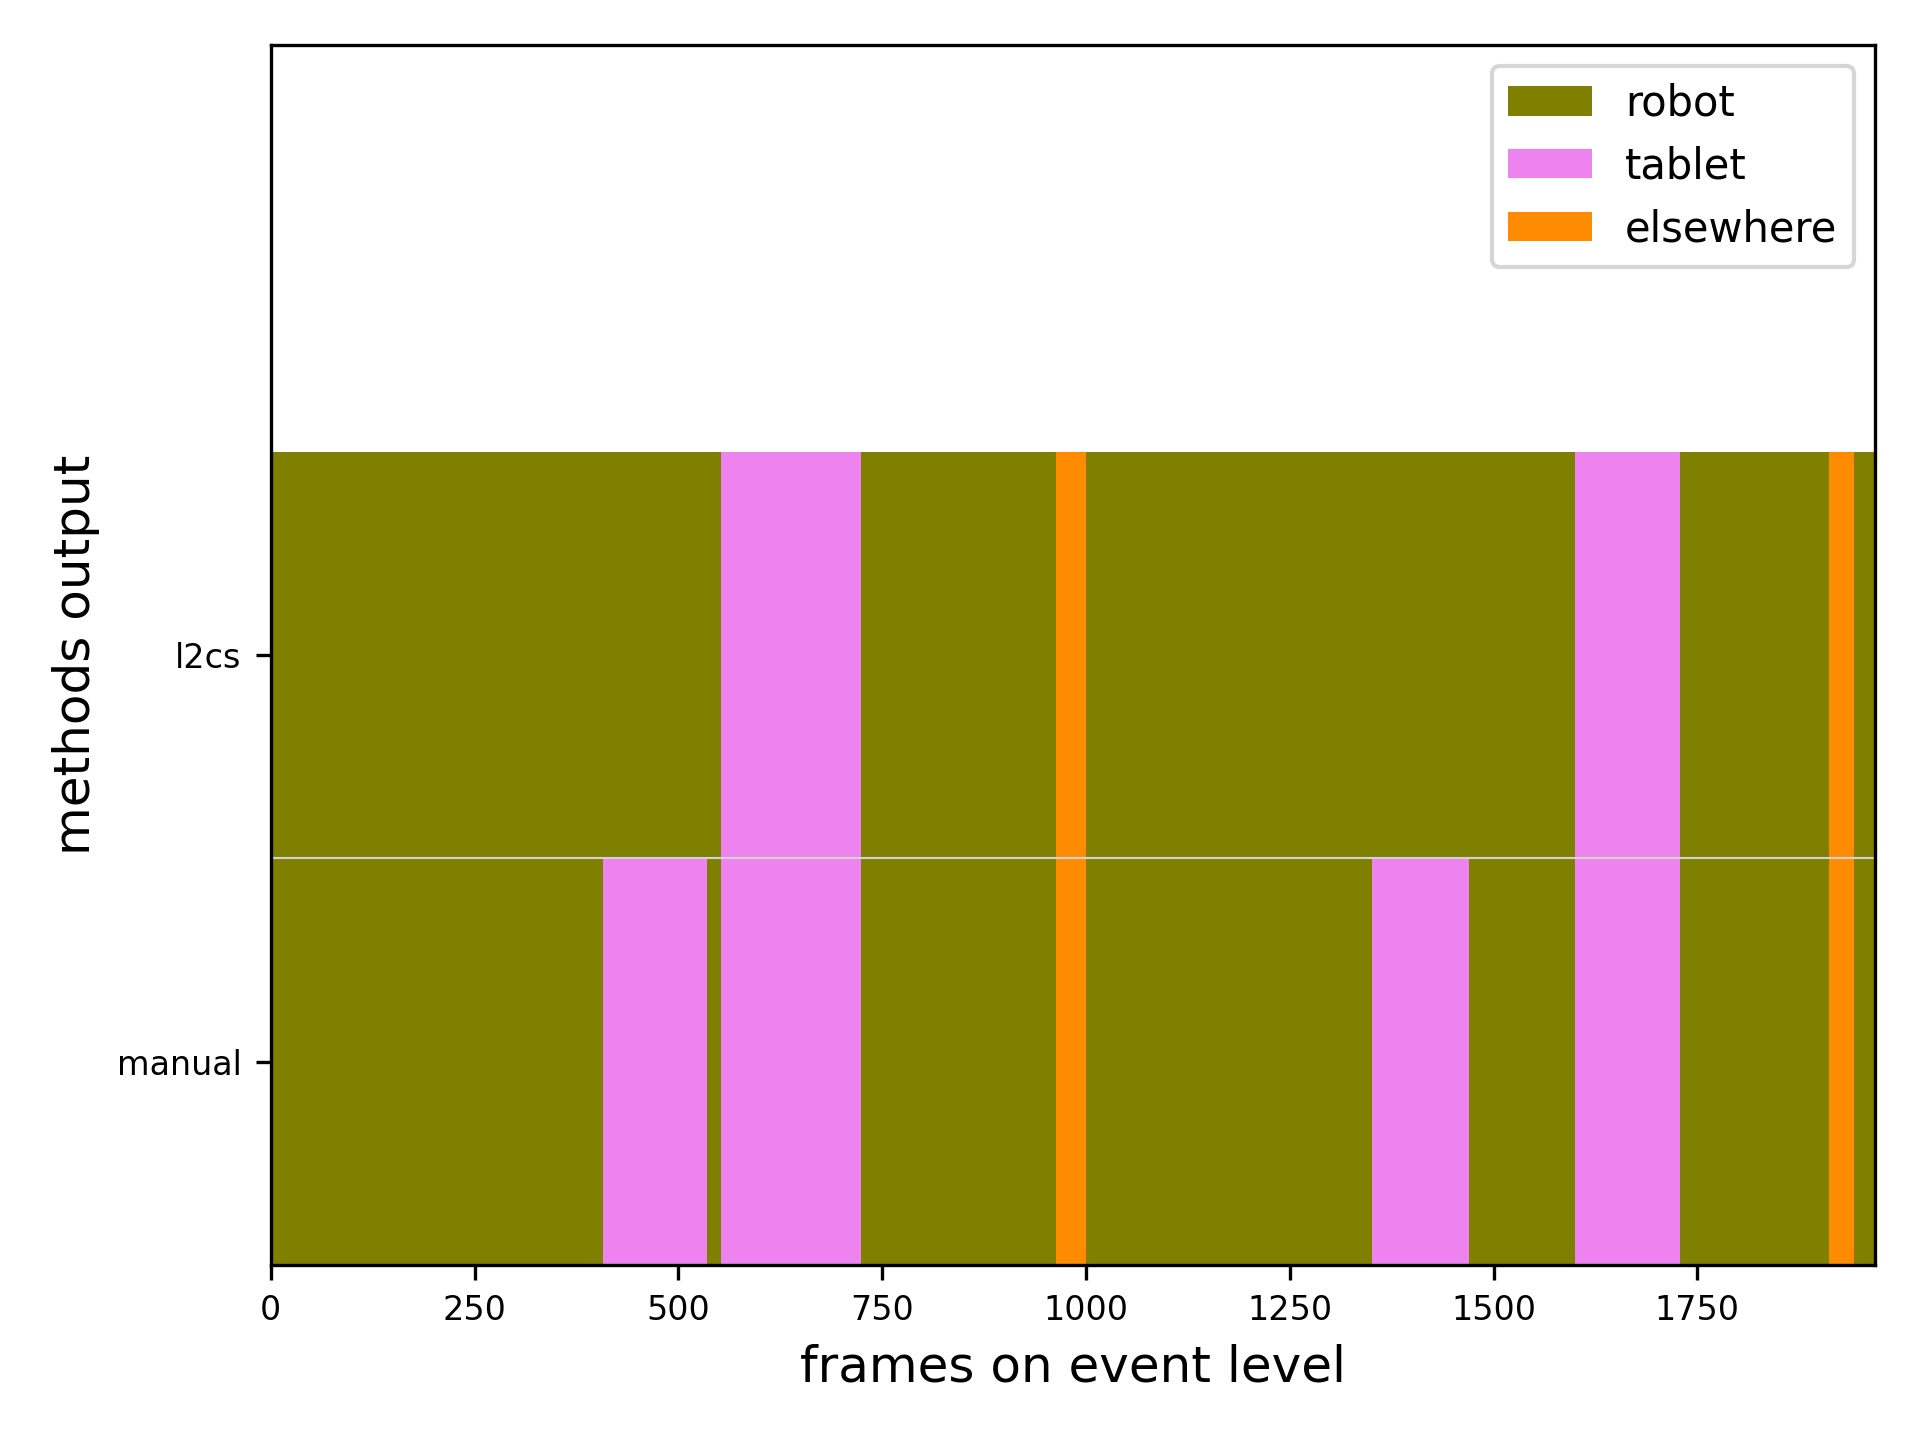 robot
tablet
elsewhere
methods output
l2cs
manual
0 250 500 750 1000 1250 1500 1750
frames on event level